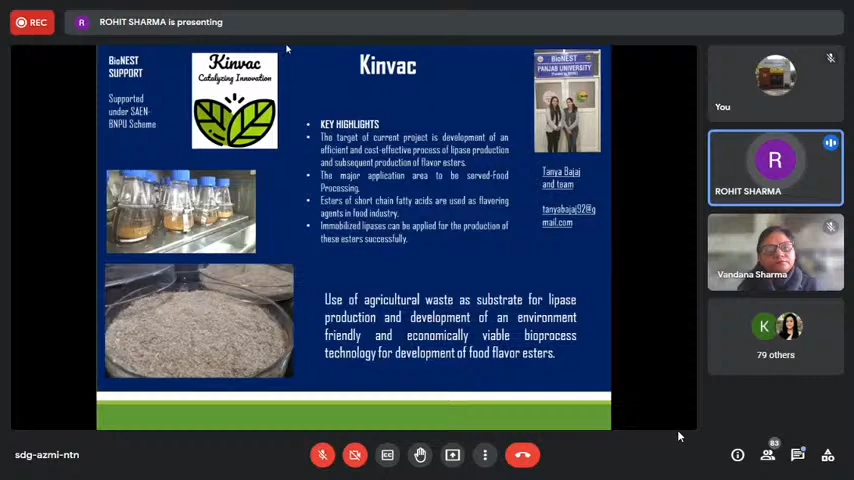 REC
R
ROHIT SHARMA is presenting
BioNEST
SUPPORT
Supported
under SAEN-
BNPU Scheme
Kinvac
Catalyzing Innovation
Kinvac
• KEY HIGHLIGHTS
• The target of current project is development of an
efficient and cost-effective process of lipase production
and subsequent production of flavor esters.
• The major application area to be served-Food
Processing.
• Esters of short chain fatty acids are used as flavoring
agents in food industry.
• Immobilized lipases can be applied for the production of
these esters successfully.
BioNEST
PANJAB UNIVERSITY
Tanya Bajaj
and team
tanyabajaj92@g
mail.com
Use of agricultural waste as substrate for lipase
production and development of an environment
friendly and economically viable bioprocess
technology for development of food flavor esters.
You
R
ROHIT SHARMA
Vandana Sharma
K
79 others
sdg-azmi-ntn
CC
83